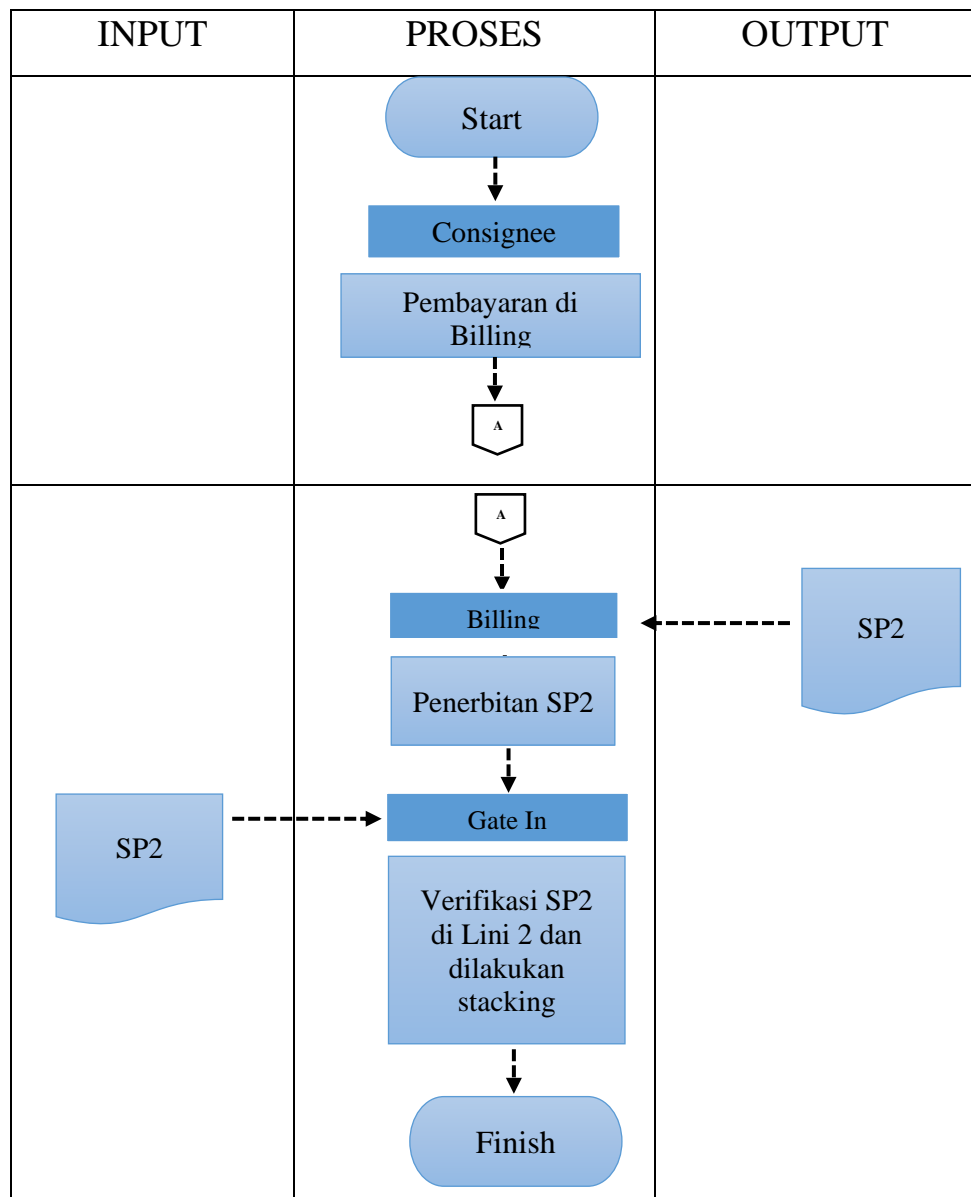 INPUT PROSES OUTPUT
Start
Consignee
Pembayaran di
Billing
A
A
Billing
SP2
Penerbitan SP2
Gate In
SP2
Verifikasi SP2
di Lini 2 dan
dilakukan
stacking
Finish